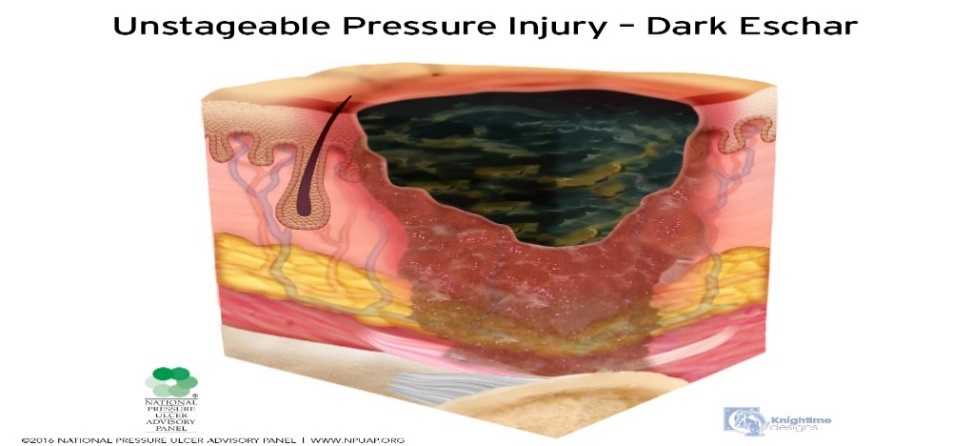 Unstageable Pressure Injury – Dark Eschar
NATIONAL
PRESSURE
ULCER
ADVISORY
PANEL
®
Knighttime
designs
©2016 NATIONAL PRESSURE ULCER ADVISORY PANEL | WWW.NPUAP.ORG